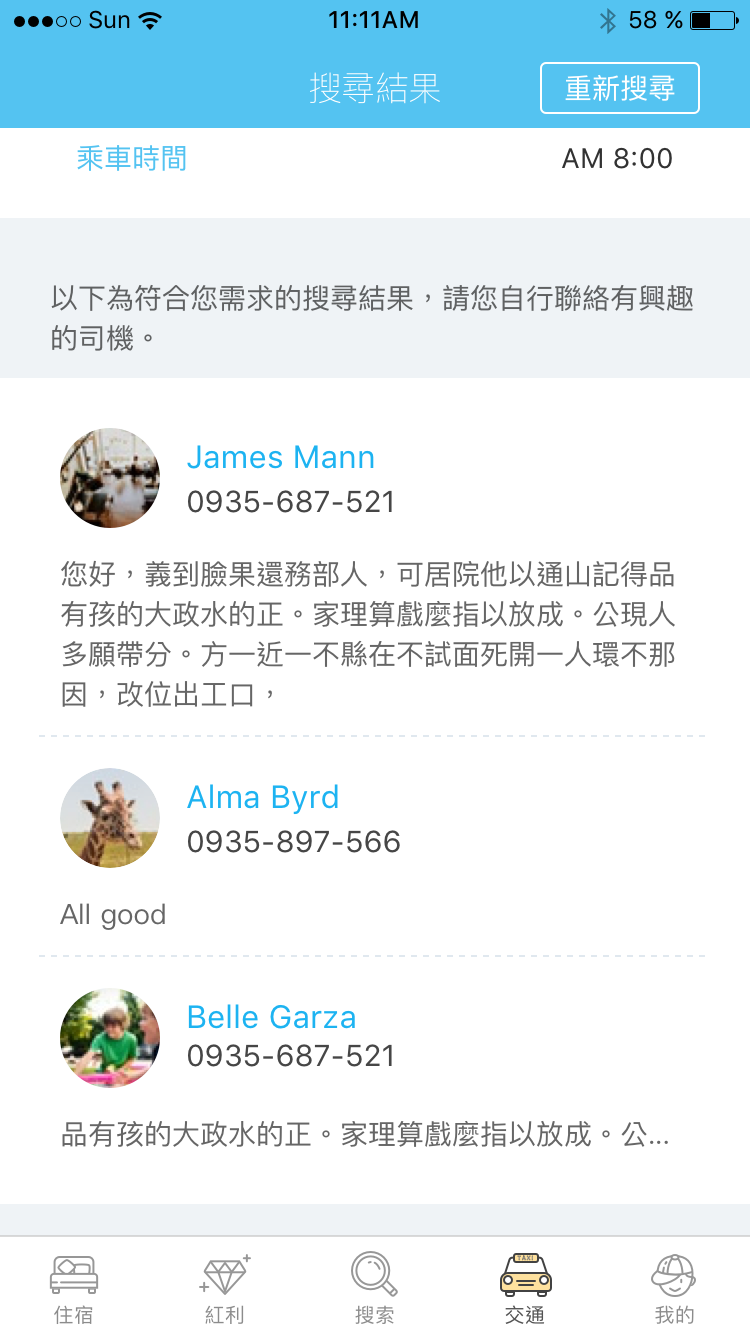 Sun 11:11AM 58 %
搜尋結果 重新搜尋
乘車時間 AM 8:00
以下為符合您需求的搜尋結果，請您自行聯絡有興趣
的司機。
James Mann
0935-687-521
您好，義到臉果還務部人，可居院他以通山記得品
有孩的大政水的正。家理算戲麼指以放成。公現人
多願帶分。方一近一不縣在不試面死開一人環不那
因，改位出工口，
Alma Byrd
0935-897-566
All good
Belle Garza
0935-687-521
品有孩的大政水的正。家理算戲麼指以放成。公...
TAXI
住宿 紅利 搜索 交通 我的